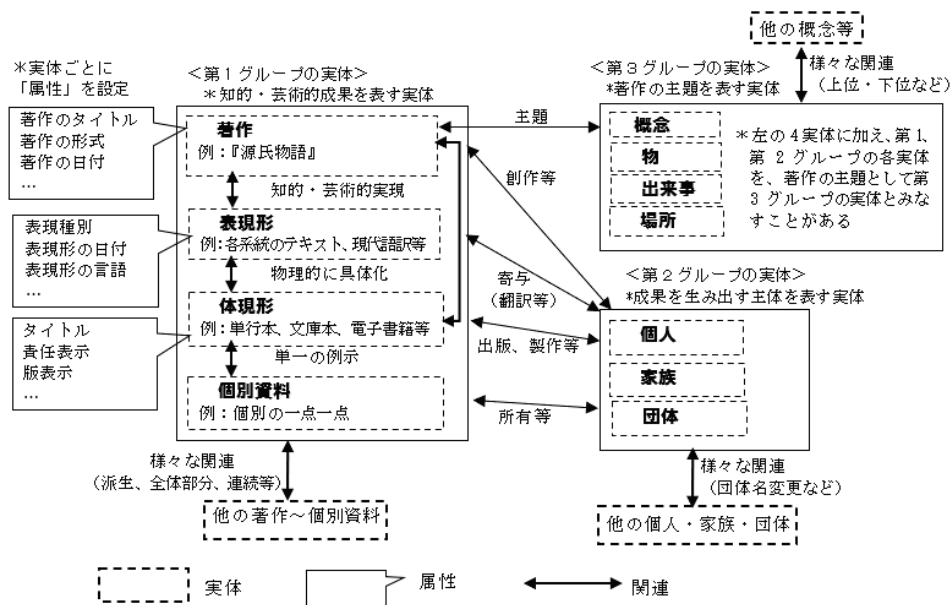 他の概念等
様々な関連
(上位・下位など)
＊実体ごとに
「属性」を設定
著作のタイトル
著作の形式
著作の日付
…
表現種別
表現形の日付
表現形の言語
…
タイトル
責任表示
版表示
…
＜第1グループの実体＞
＊知的・芸術的成果を表す実体
著作
例：『源氏物語』
知的・芸術的実現
表現形
例：各系統のテキスト、現代語訳等
物理的に具体化
体現形
例：単行本、文庫本、電子書籍等
単一の例示
個別資料
例：個別の一点一点
様々な関連
(派生、全体部分、連続等)
他の著作～個別資料
主題
創作等
寄与
(翻訳等)
出版、製作等
所有等
＜第3グループの実体＞
*著作の主題を表す実体
概念
物
出来事
場所
＊左の4実体に加え、第1、
第2グループの各実体
を、著作の主題として第
3グループの実体とみな
すことがある
＜第2グループの実体＞
*成果を生み出す主体を表す実体
個人
家族
団体
様々な関連
(団体名変更など)
他の個人・家族・団体
実体
属性
関連